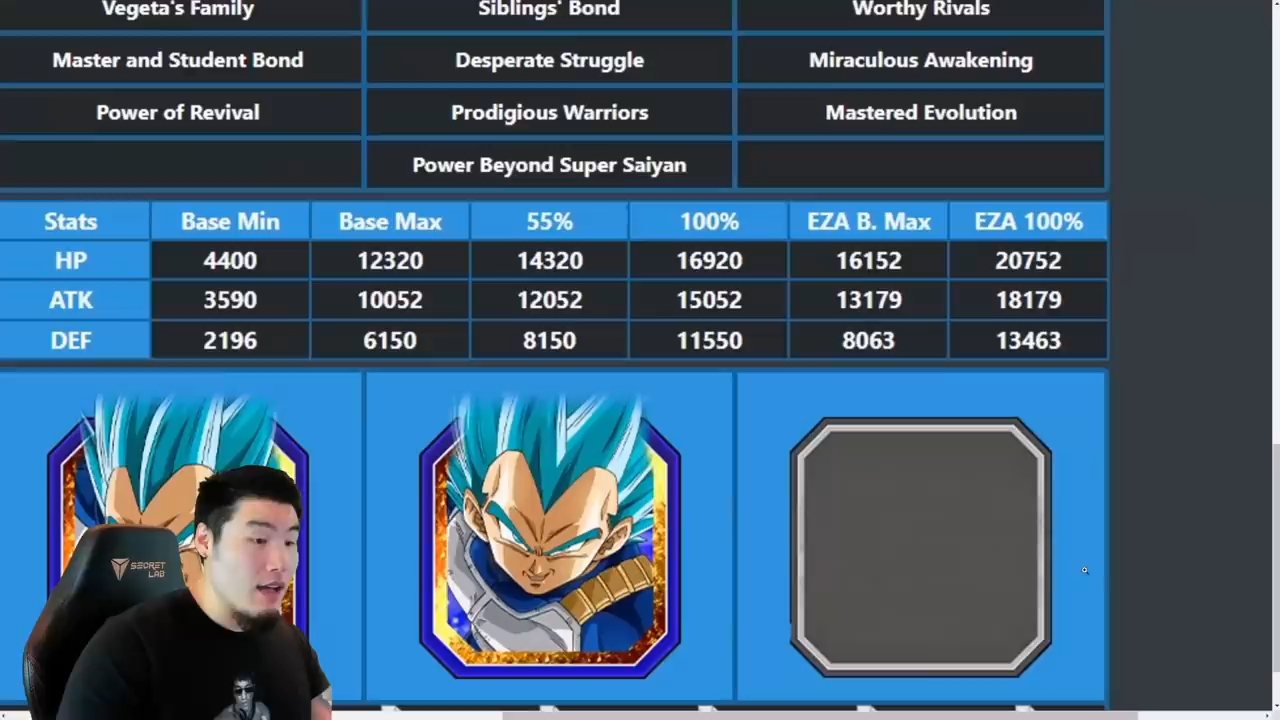 Vegeta's Family Siblings' Bond Worthy Rivals
Master and Student Bond Desperate Struggle Miraculous Awakening
Power of Revival Prodigious Warriors Mastered Evolution
Power Beyond Super Saiyan
Stats Base Min Base Max 55% 100% EZA B. Max EZA 100%
HP 4400 12320 14320 16920 16152 20752
ATK 3590 10052 12052 15052 13179 18179
DEF 2196 6150 8150 11550 8063 13463
SECRET
LAB